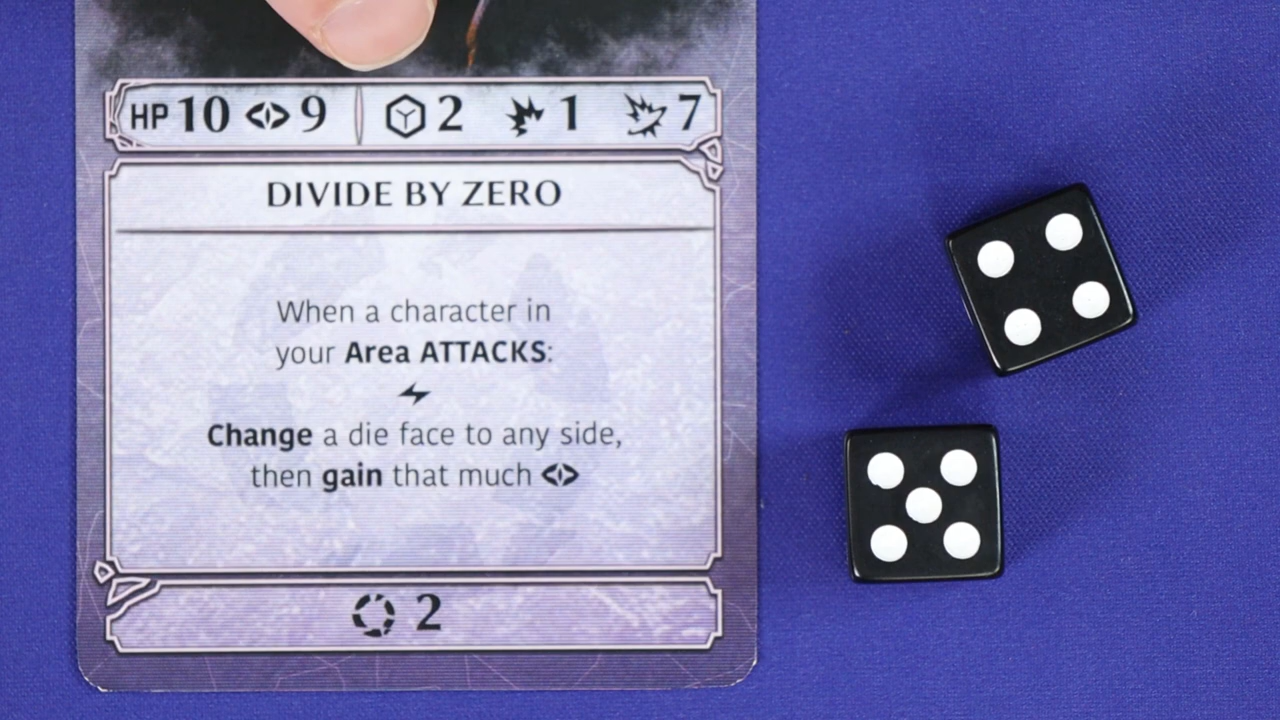 HP 10 9 2 1 7
DIVIDE BY ZERO
When a character in
your Area ATTACKS:
Change a die face to any side,
then gain that much
2